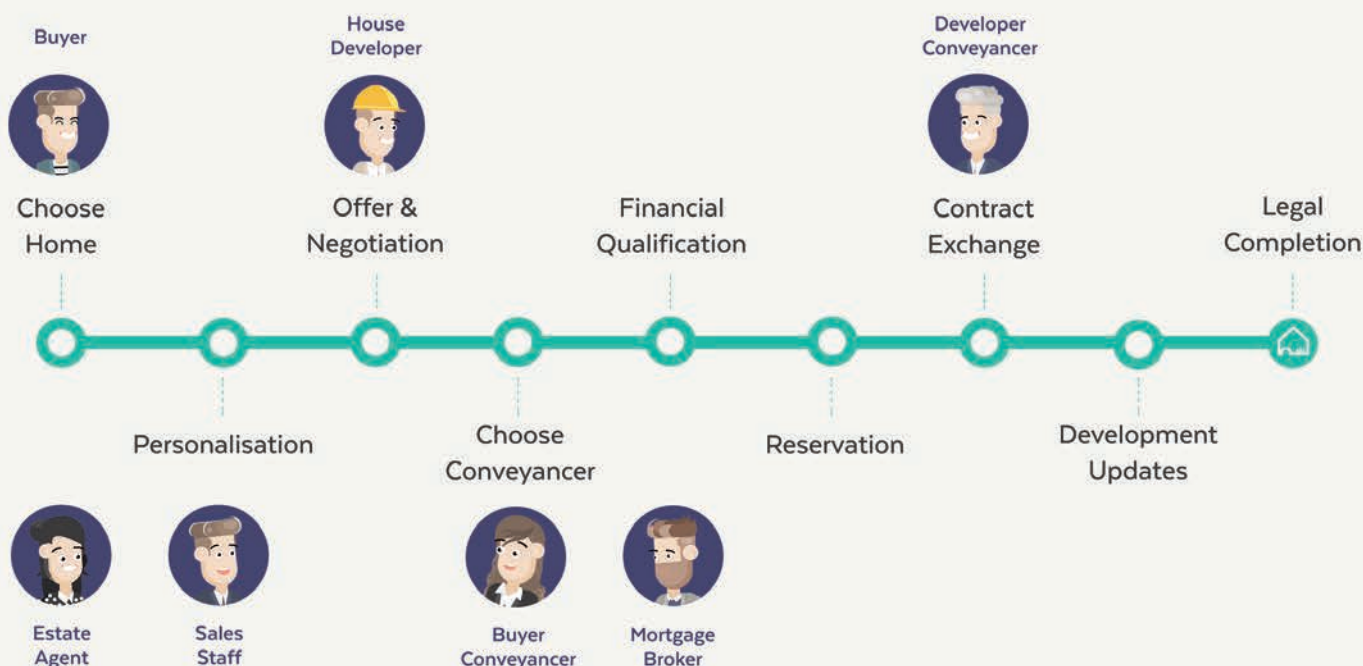 Buyer
House
Developer
Developer
Conveyancer
Choose
Home
Offer &
Negotiation
Financial
Qualification
Contract
Exchange
Legal
Completion
Personalisation
Choose
Conveyancer
Reservation
Development
Updates
Estate
Agent
Sales
Staff
Buyer
Conveyancer
Mortgage
Broker